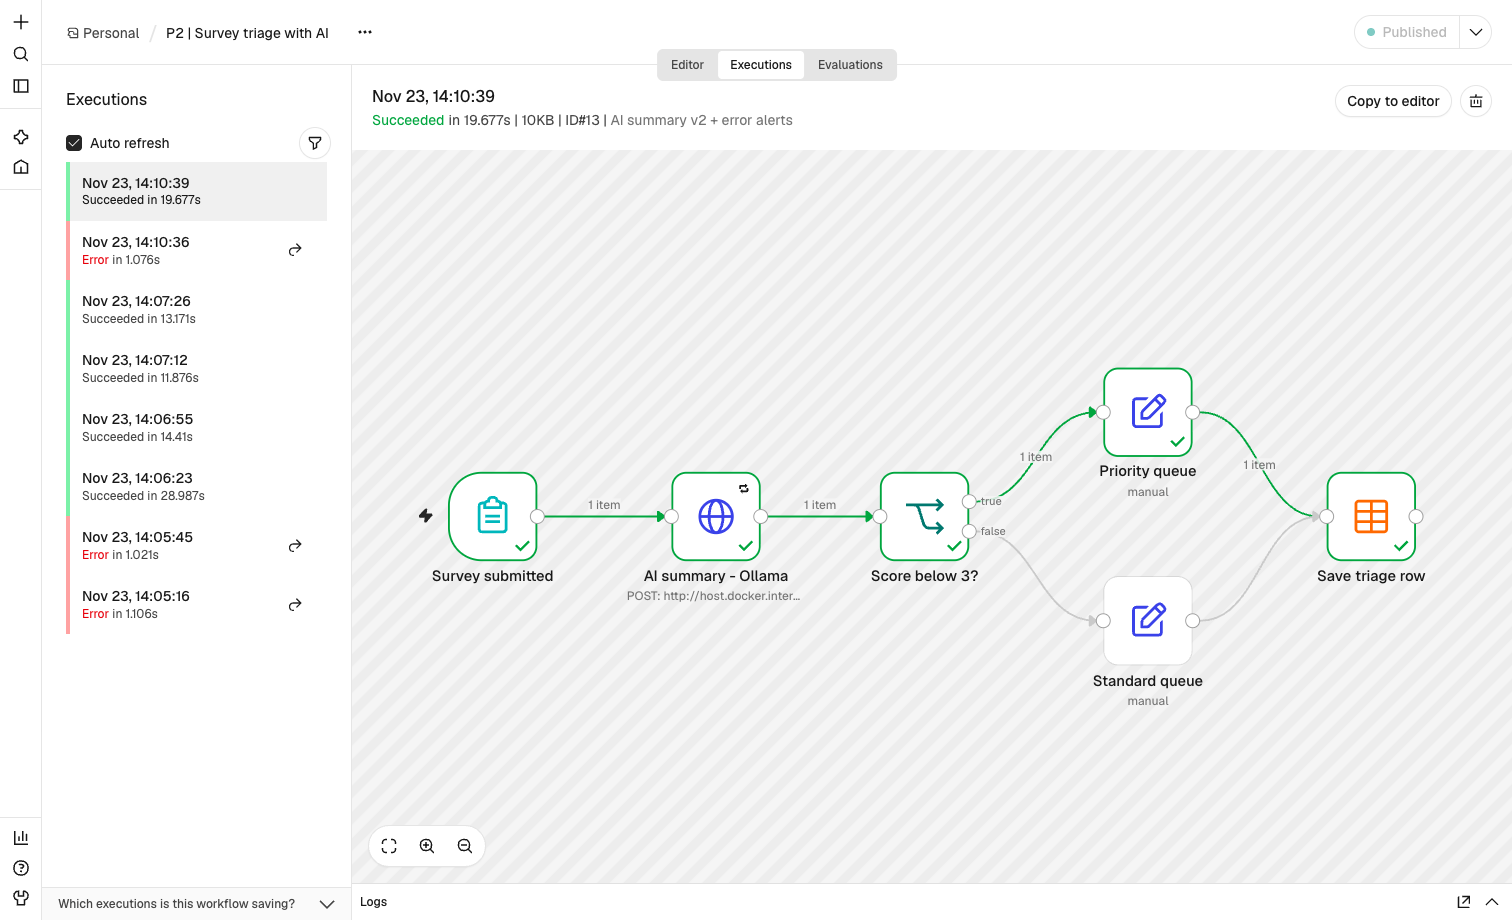 Personal / P2 | Survey triage with AI
Published
Editor Executions Evaluations
Executions
Auto refresh
Nov 23, 14:10:39
Succeeded in 19.677s
Nov 23, 14:10:36
Error in 1.076s
Nov 23, 14:07:26
Succeeded in 13.171s
Nov 23, 14:07:12
Succeeded in 11.876s
Nov 23, 14:06:55
Succeeded in 14.41s
Nov 23, 14:06:23
Succeeded in 28.987s
Nov 23, 14:05:45
Error in 1.021s
Nov 23, 14:05:16
Error in 1.106s
Which executions is this workflow saving?
Nov 23, 14:10:39
Succeeded in 19.677s | 10KB | ID#13 | AI summary v2 + error alerts
Copy to editor
Survey submitted
1 item
AI summary - Ollama
POST: http://host.docker.inter...
1 item
Score below 3?
true
false
1 item
Priority queue
manual
1 item
Standard queue
manual
Save triage row
Logs